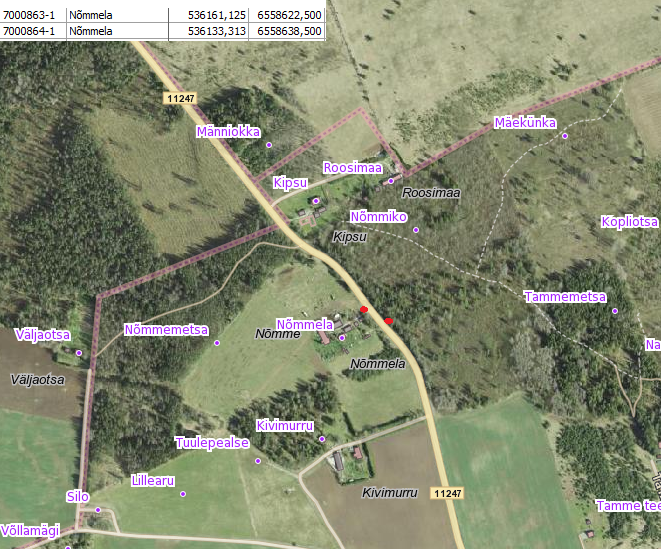 7000863-1 Nõmmela 536161,125 6558622,500
7000864-1 Nõmmela 536133,313 6558638,500
11247
Männiokka
Mäekünka
Roosimaa
Kipsu
Roosimaa
Nõmmiko
Kopliotsa
Kipsu
Tammemetsa
Väljaotsa
Nõmmemetsa
Nõmme
Nõmmela
Na
Nõmmela
Väljaotsa
Kivimurru
Tuulepealse
Lillearu
Kivimurru
11247
Silo
Tamme tee
Võllamägi